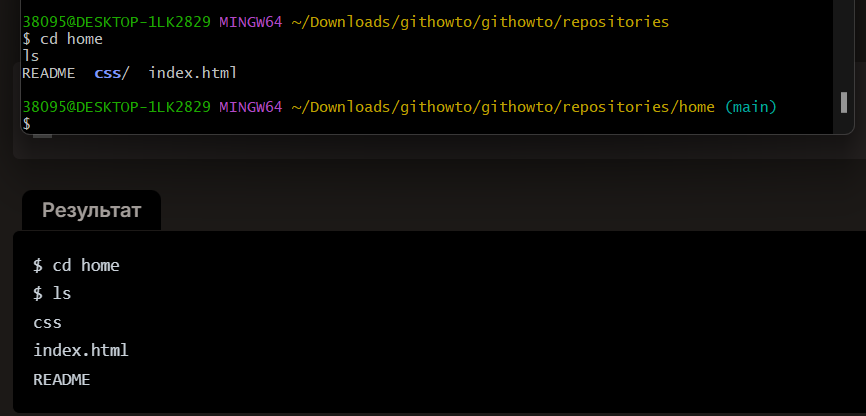 38095@DESKTOP-1LK2829 MINGW64 ~/Downloads/githowto/githowto/repositories
$ cd home
ls
README  css/  index.html
38095@DESKTOP-1LK2829 MINGW64 ~/Downloads/githowto/githowto/repositories/home (main)
$
Результат
$ cd home
$ ls
css
index.html
README